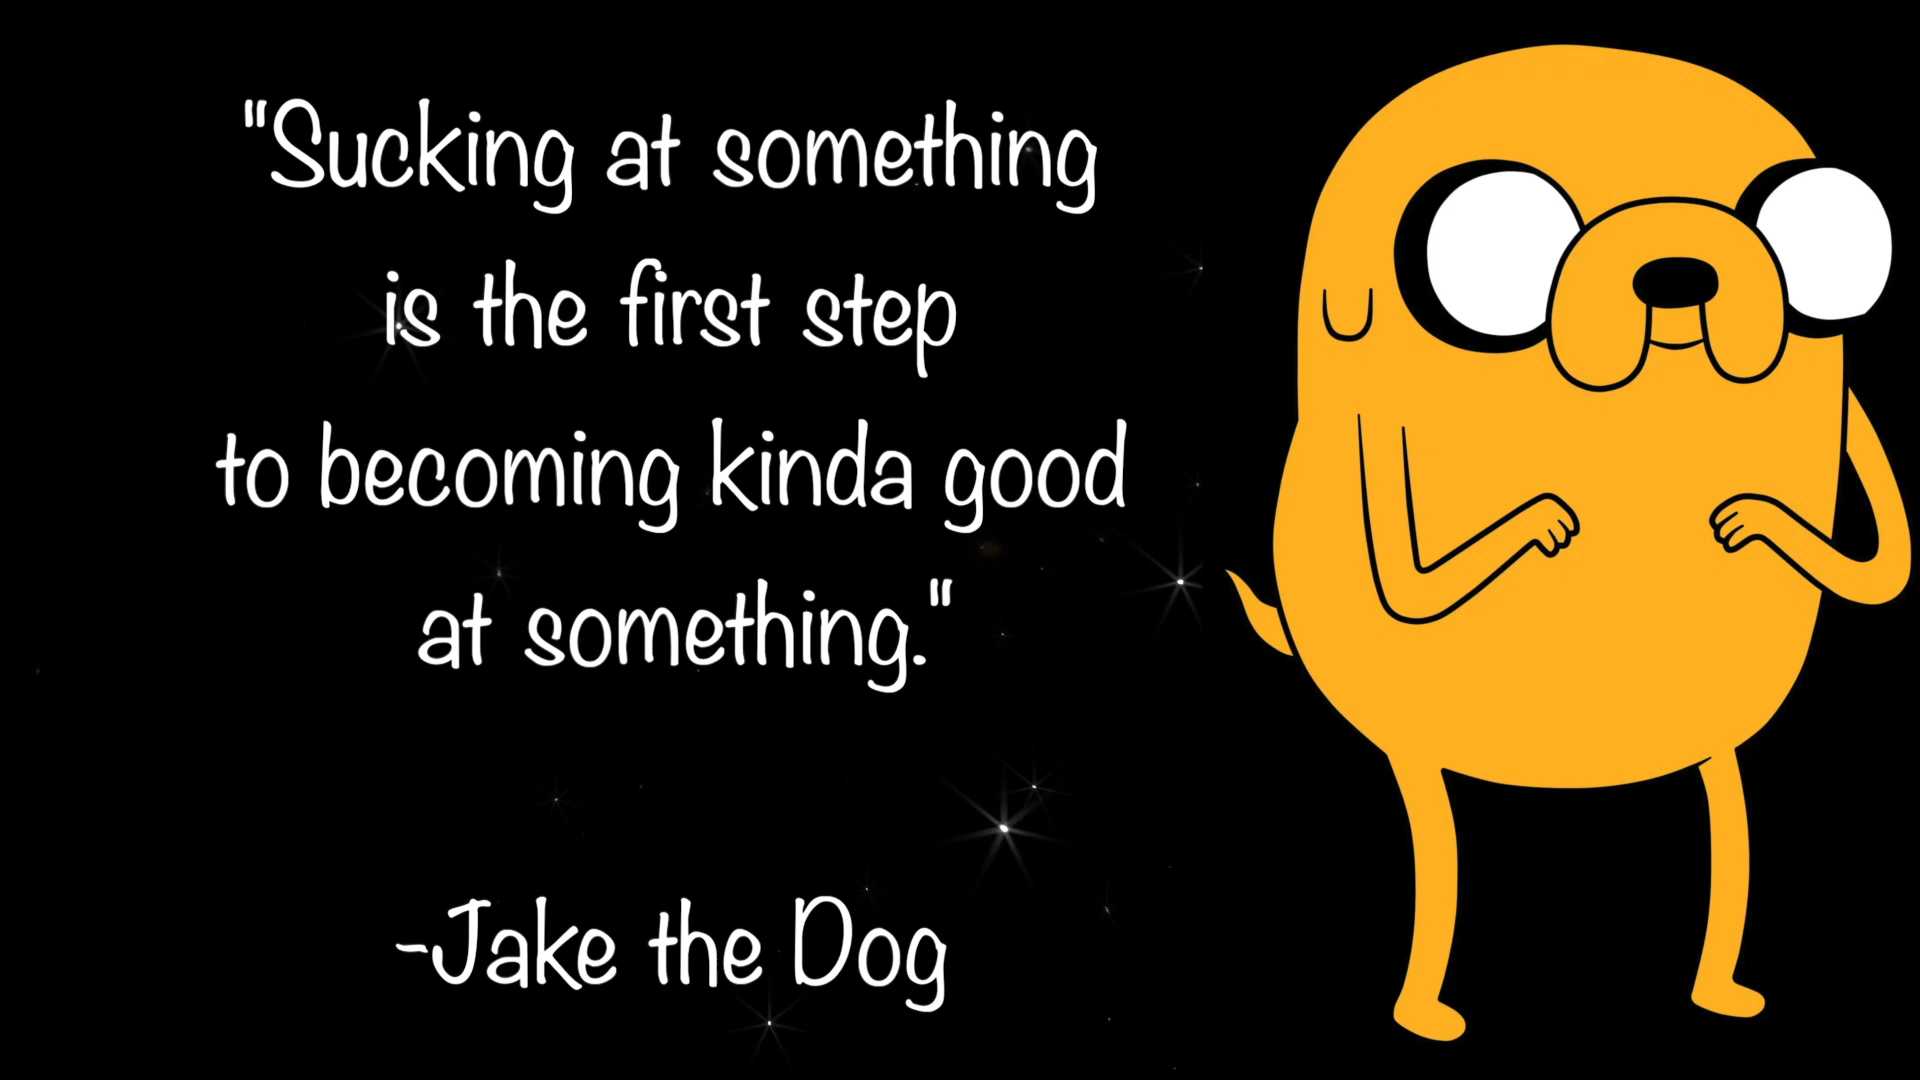 "Sucking at something
is the first step
to becoming kinda good
at something."
-Jake the Dog